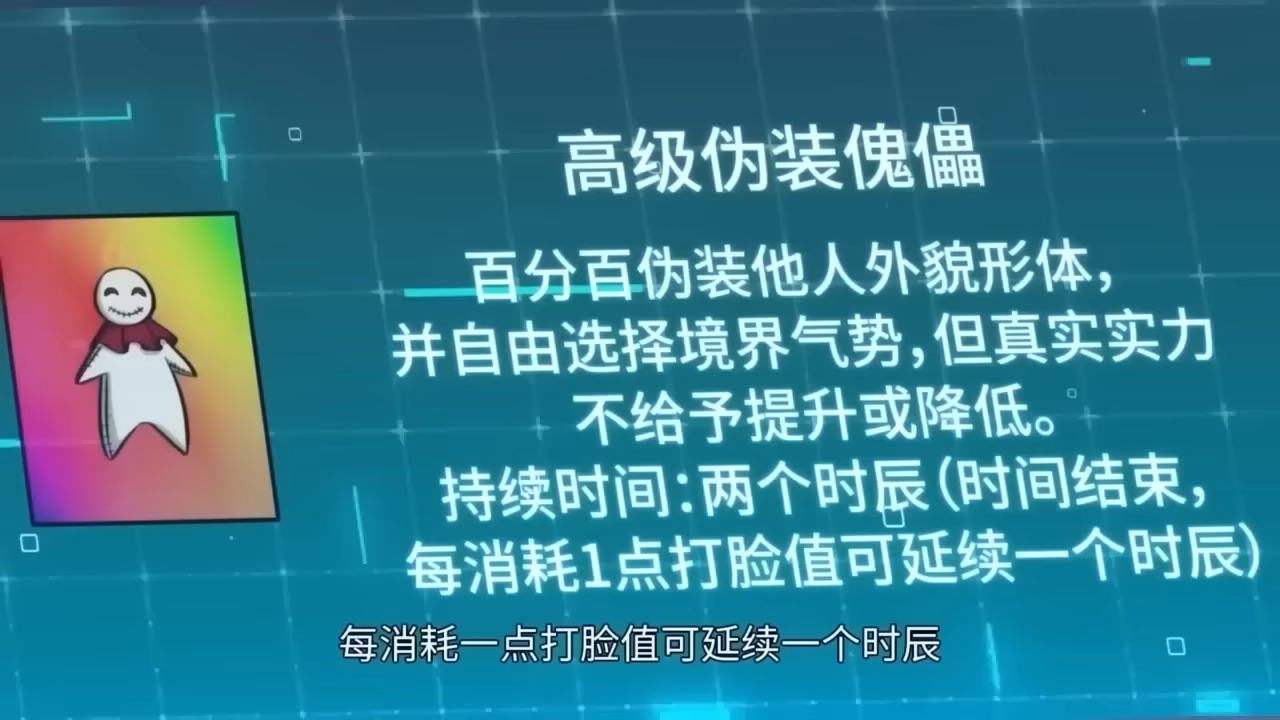 高级伪装傀儡
百分百伪装他人外貌形体，
并自由选择境界气势，但真实实力
不给予提升或降低。
持续时间：两个时辰（时间结束，
每消耗1点打脸值可延续一个时辰）
每消耗一点打脸值可延续一个时辰